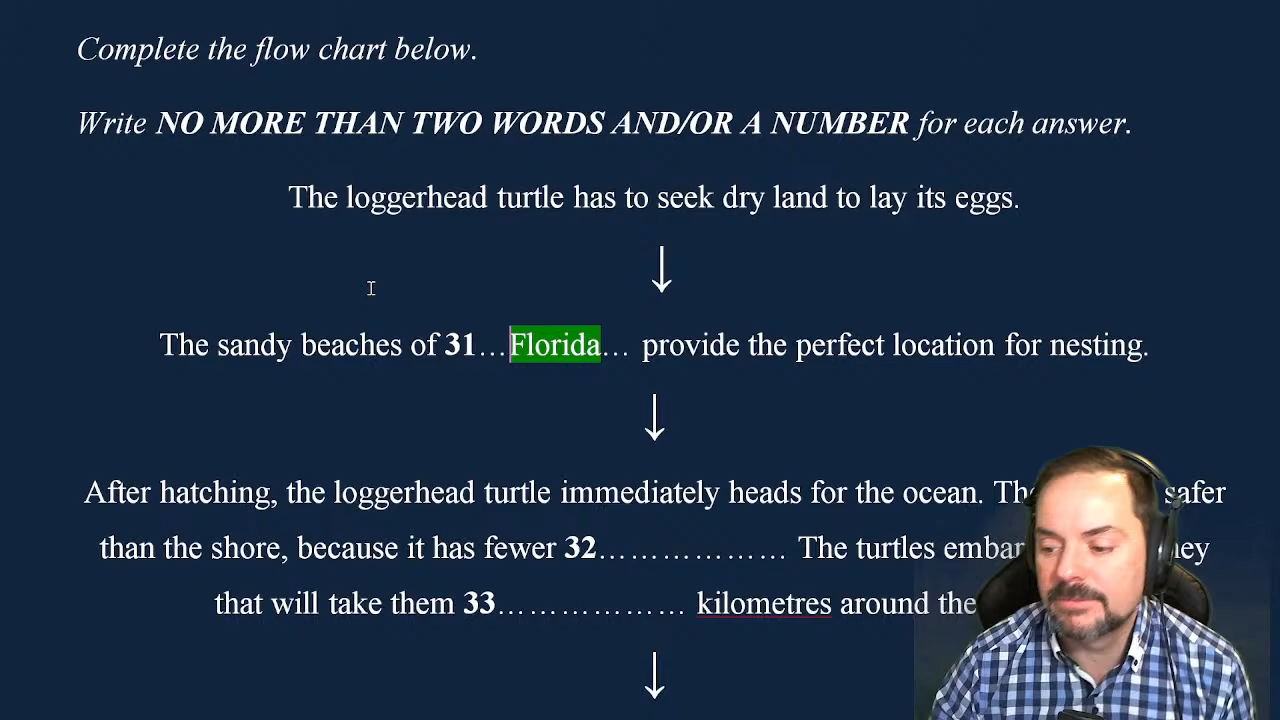 Complete the flow chart below.
Write NO MORE THAN TWO WORDS AND/OR A NUMBER for each answer.
The loggerhead turtle has to seek dry land to lay its eggs.
↓
The sandy beaches of 31…Florida… provide the perfect location for nesting.
↓
After hatching, the loggerhead turtle immediately heads for the ocean. safer
than the shore, because it has fewer 32……………… The turtles
that will take them 33……………… kilometres around the
↓